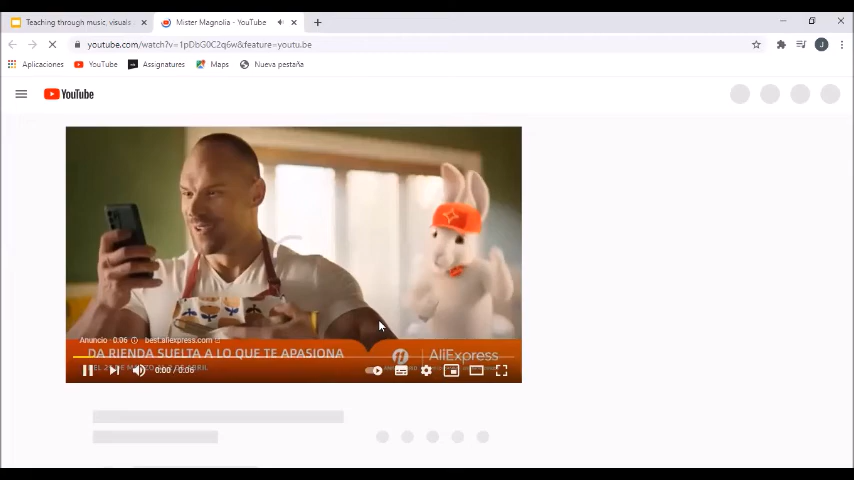 Teaching through music, visuals
Mister Magnolia - YouTube
youtube.com/watch?v=1pDbG0C2q6w&feature=youtu.be
J
Aplicaciones
YouTube
Assignatures
Maps
Nueva pestaña
YouTube
Anuncio · 0:06
best.aliexpress.com
DA RIENDA SUELTA A LO QUE TE APASIONA
AliExpress
0:00 / 0:06